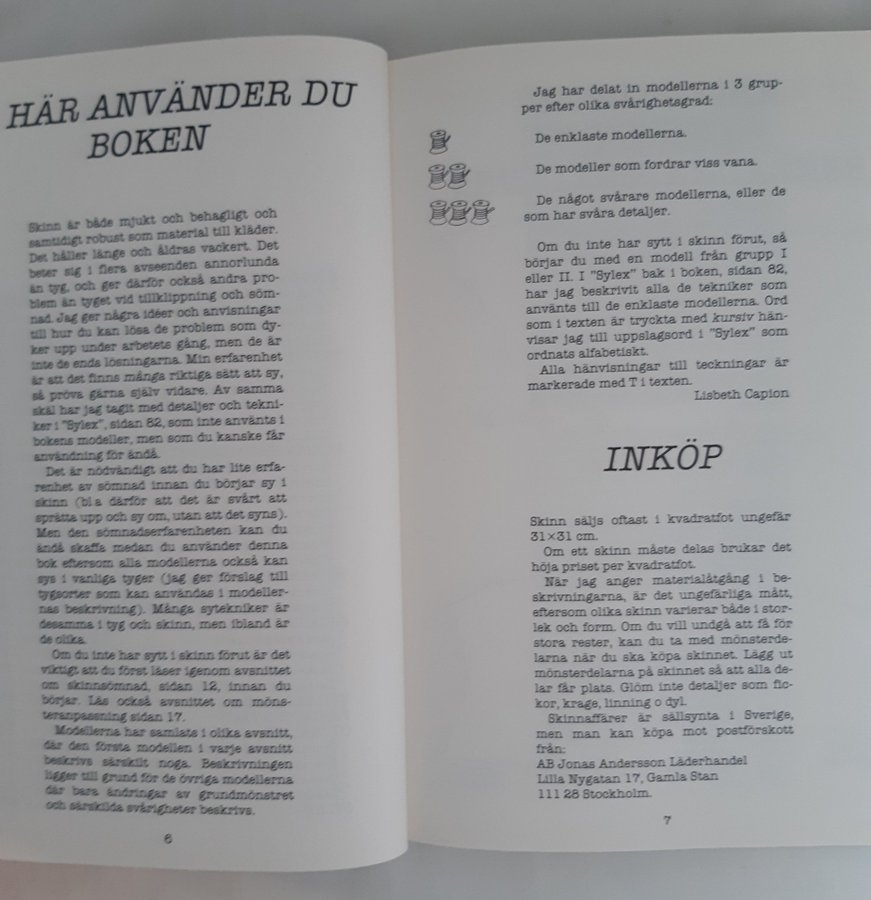 HÄR ANVÄNDER DU
BOKEN
Skinn är både mjukt och behagligt och
samtidigt robust som material till kläder.
Det håller länge och åldras vackert. Det
beter sig i flera avseenden annorlunda
än tyg, och ger därför också andra pro-
blem än tyget vid tillklippning och söm-
nad. Jag ger några idéer och anvisningar
till hur du kan lösa de problem som dy-
ker upp under arbetets gång, men de är
inte de enda lösningarna. Min erfarenhet
är att det finns många riktiga sätt att sy,
så pröva gärna själv vidare. Av samma
skäl har jag tagit med detaljer och tekni-
ker i "Sylex", sidan 82, som inte använts i
bokens modeller, men som du kanske får
användning för ändå.
Det är nödvändigt att du har lite erfa-
renhet av sömnad innan du börjar sy i
skinn (bl a därför att det är svårt att
sprätta upp och sy om, utan att det syns).
Men den sömnadserfarenheten kan du
ändå skaffa medan du använder denna
bok eftersom alla modellerna också kan
sys i vanliga tyger (jag ger förslag till
tygsorter som kan användas i modeller-
nas beskrivning). Många sytekniker är
desamma i tyg och skinn, men ibland är
de olika.
Om du inte har sytt i skinn förut är det
viktigt att du först läser igenom avsnittet
om skinnsömnad, sidan 12, innan du
börjar. Läs också avsnittet om möns-
teranpassning sidan 17.
Modellerna har samlats i olika avsnitt,
där den första modellen i varje avsnitt
beskrivs särskilt noga. Beskrivningen
ligger till grund för de övriga modellerna
där bara ändringar av grundmönstret
och särskilda svårigheter beskrivs.
6
Jag har delat in modellerna i 3 grup-
per efter olika svårighetsgrad:
De enklaste modellerna.
De modeller som fordrar viss vana.
De något svårare modellerna, eller de
som har svåra detaljer.
Om du inte har sytt i skinn förut, så
börjar du med en modell från grupp I
eller II. I "Sylex" bak i boken, sidan 82,
har jag beskrivit alla de tekniker som
använts till de enklaste modellerna. Ord
som i texten är tryckta med kursiv hän-
visar jag till uppslagsord i "Sylex" som
ordnats alfabetiskt.
Alla hänvisningar till teckningar är
markerade med T i texten.
Lisbeth Capion
INKÖP
Skinn säljs oftast i kvadratfot ungefär
31×31 cm.
Om ett skinn måste delas brukar det
höja priset per kvadratfot.
När jag anger materialåtgång i be-
skrivningarna, är det ungefärliga mått,
eftersom olika skinn varierar både i stor-
lek och form. Om du vill undgå att få för
stora rester, kan du ta med mönsterde-
larna när du ska köpa skinnet. Lägg ut
mönsterdelarna på skinnet så att alla de-
lar får plats. Glöm inte detaljer som fic-
kor, krage, linning o dyl.
Skinnaffärer är sällsynta i Sverige,
men man kan köpa mot postförskott
från:
AB Jonas Andersson Läderhandel
Lilla Nygatan 17, Gamla Stan
111 28 Stockholm.
7